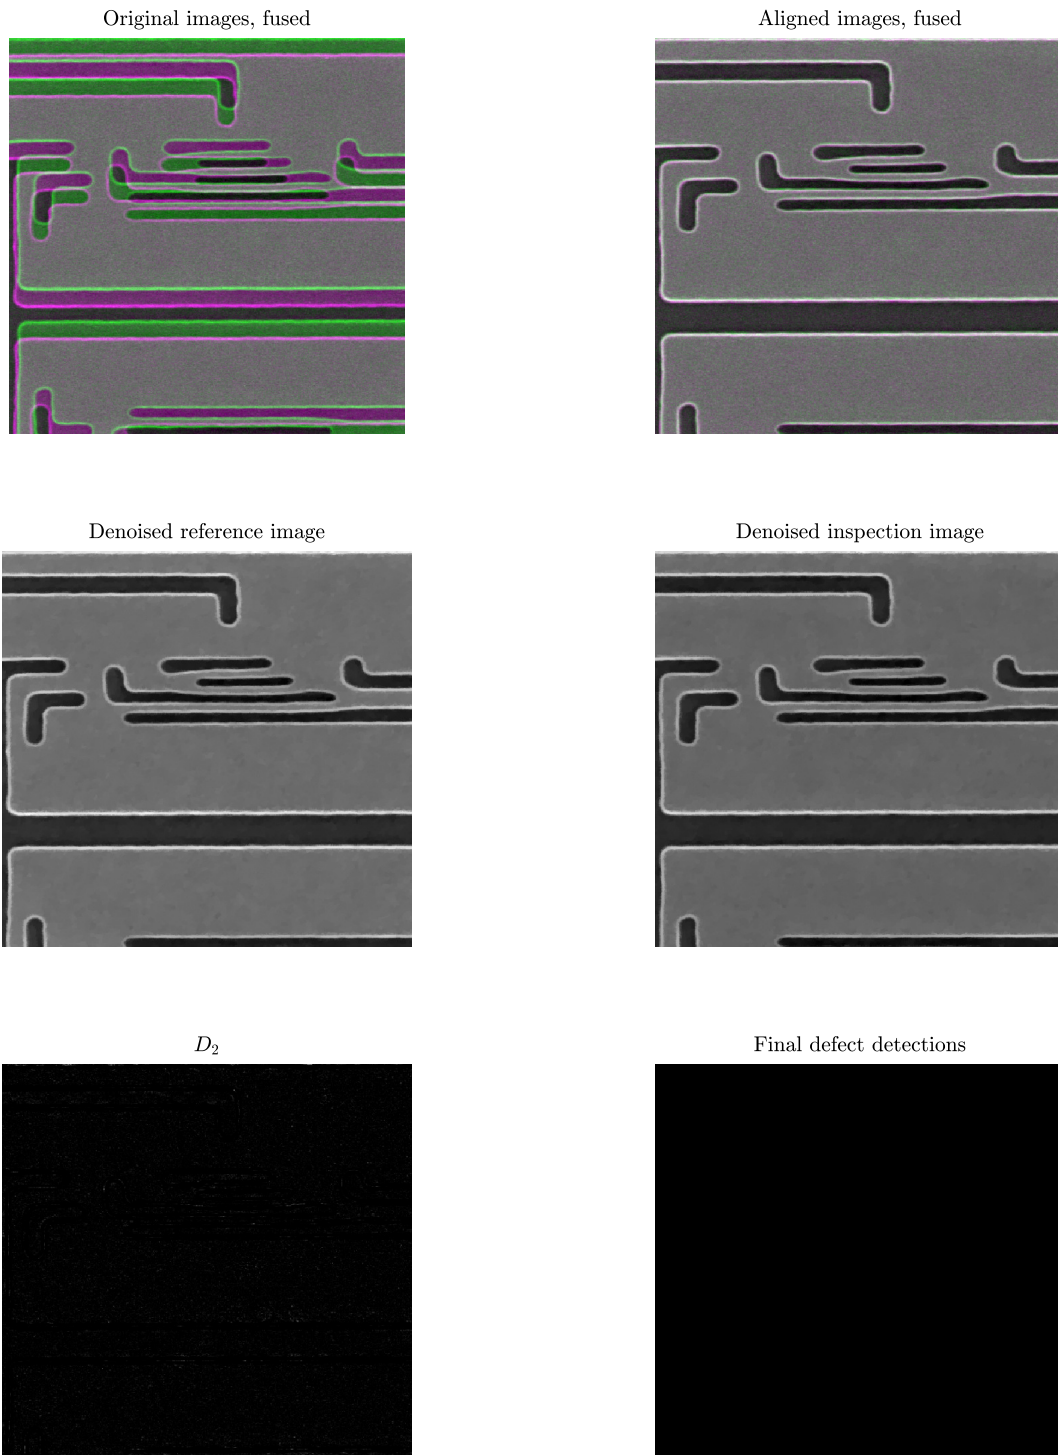 Original images, fused
Aligned images, fused
Denoised reference image
Denoised inspection image
D₂
Final defect detections